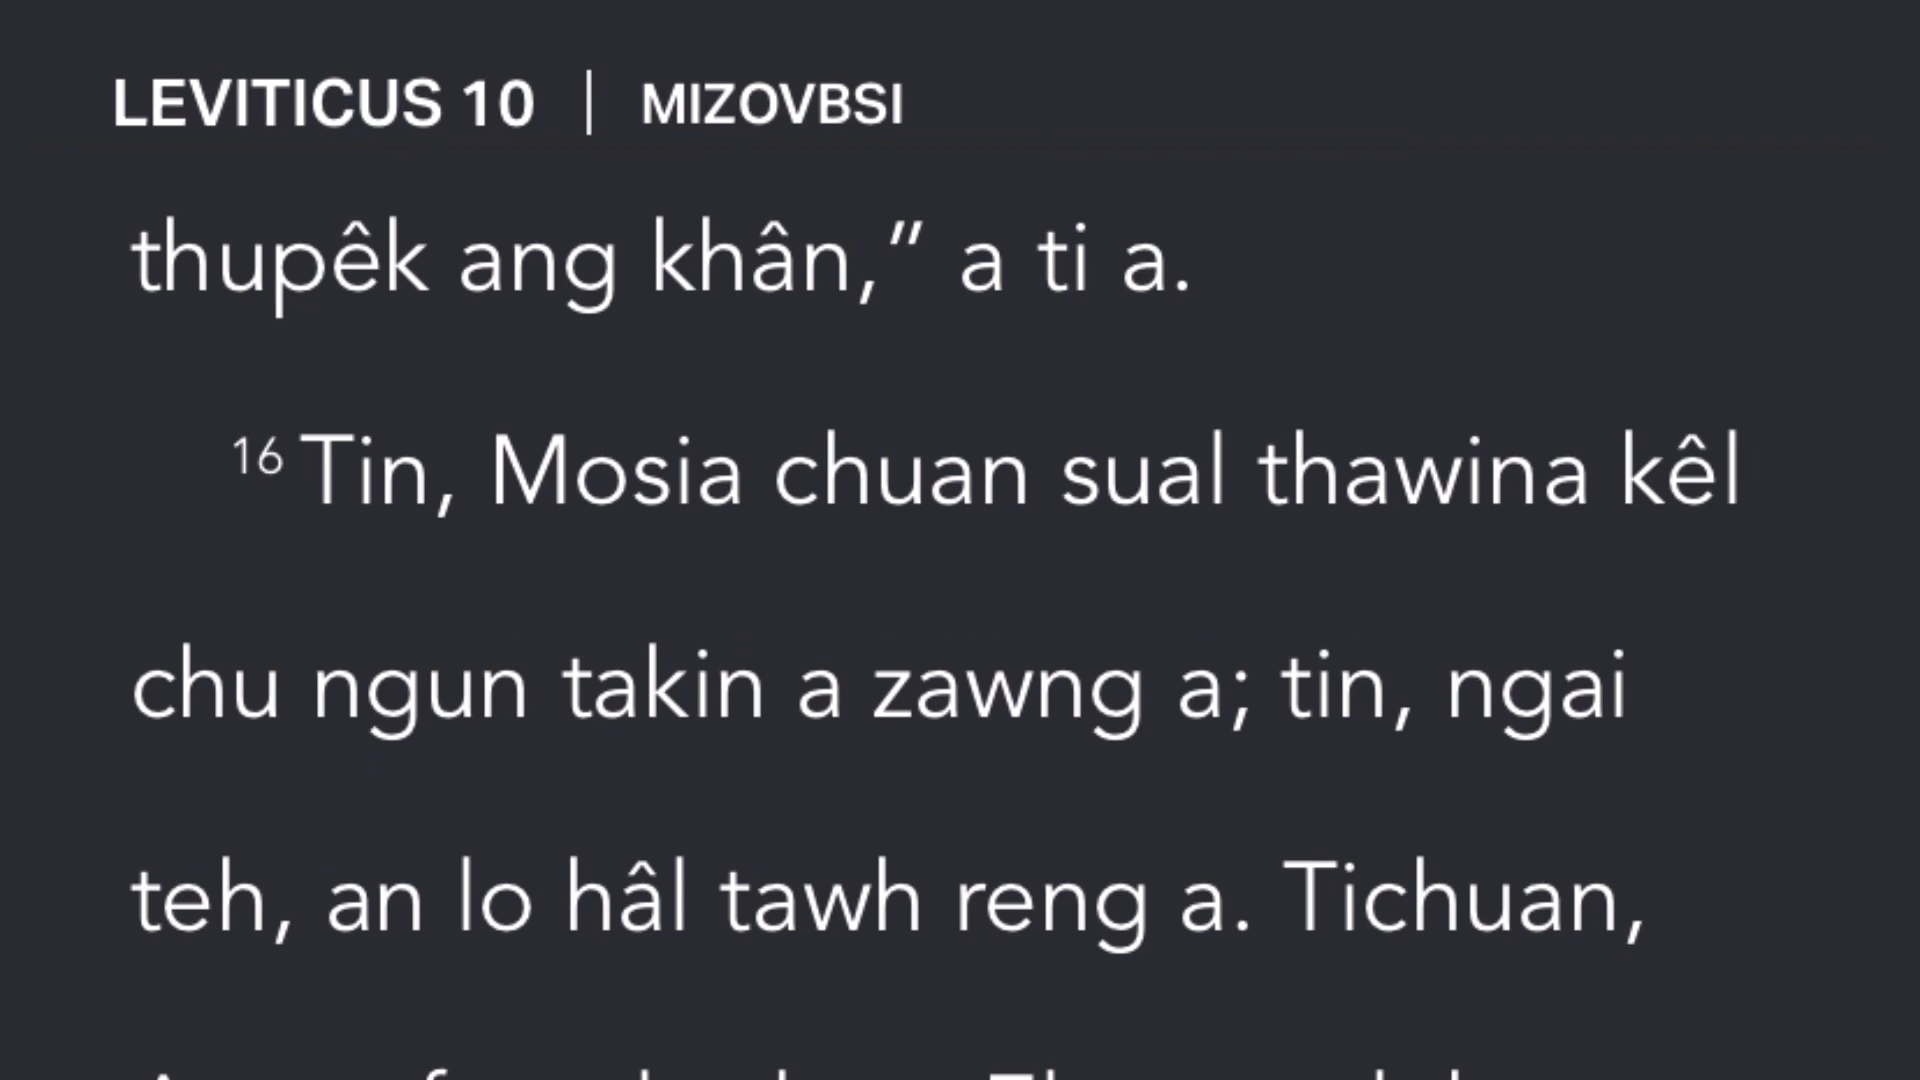 LEVITICUS 10 | MIZOVBSI
thupêk ang khân,” a ti a.
16 Tin, Mosia chuan sual thawina kêl
chu ngun takin a zawng a; tin, ngai
teh, an lo hâl tawh reng a. Tichuan,